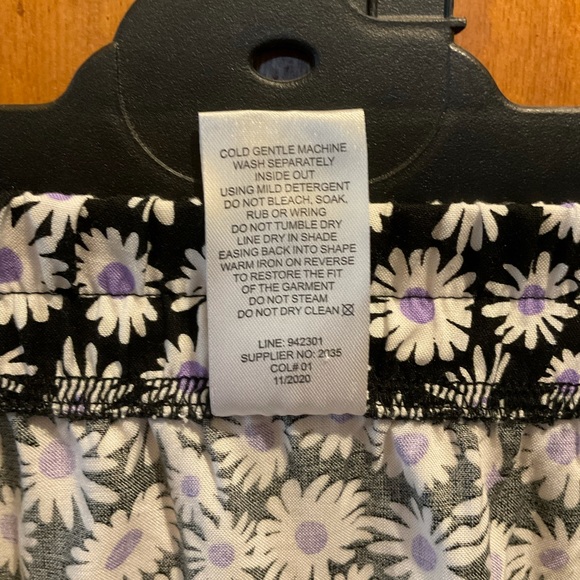 COLD GENTLE MACHINE
WASH SEPARATELY
INSIDE OUT
USING MILD DETERGENT
DO NOT BLEACH, SOAK,
RUB OR WRING
DO NOT TUMBLE DRY
LINE DRY IN SHADE
EASING BACK INTO SHAPE
WARM IRON ON REVERSE
TO RESTORE THE FIT
OF THE GARMENT
DO NOT STEAM
DO NOT DRY CLEAN
LINE: 942301
SUPPLIER NO: 2035
COL# 01
11/2020